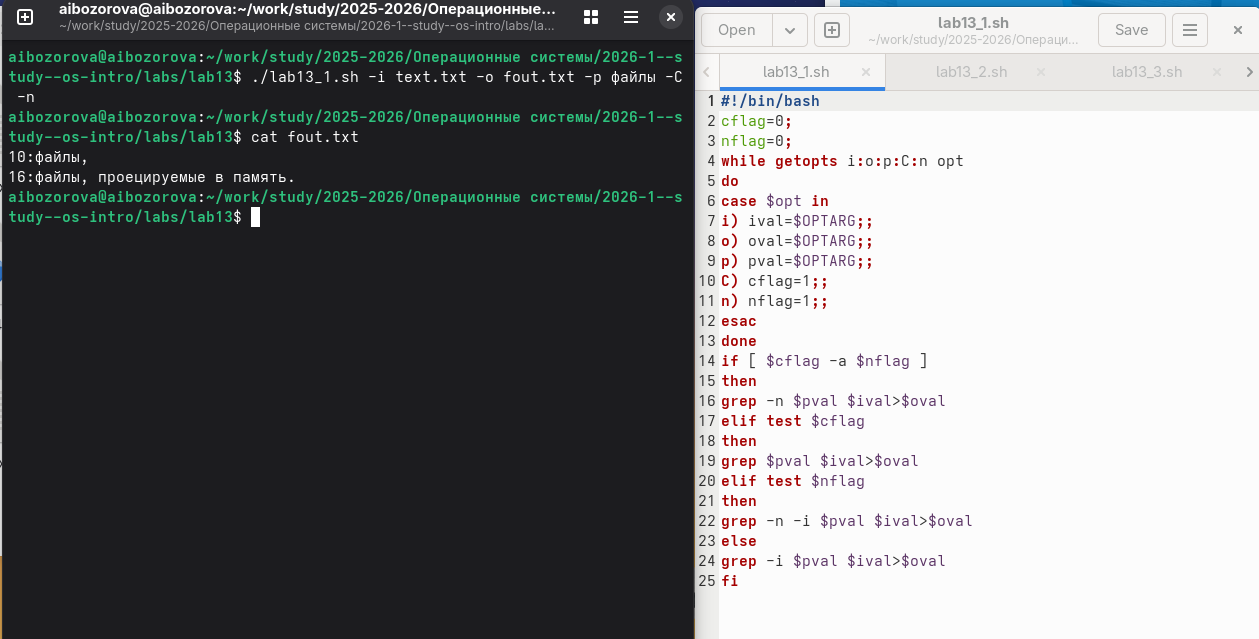 aibozorova@aibozorova:~/work/study/2025-2026/Операционные…
~/work/study/2025-2026/Операционные системы/2026-1--study--os-intro/labs/la…
aibozorova@aibozorova:~/work/study/2025-2026/Операционные системы/2026-1--s
tudy--os-intro/labs/lab13$ ./lab13_1.sh -i text.txt -o fout.txt -p файлы -C
-n
aibozorova@aibozorova:~/work/study/2025-2026/Операционные системы/2026-1--s
tudy--os-intro/labs/lab13$ cat fout.txt
10:файлы,
16:файлы, проецируемые в память.
aibozorova@aibozorova:~/work/study/2025-2026/Операционные системы/2026-1--s
tudy--os-intro/labs/lab13$
Open
lab13_1.sh
~/work/study/2025-2026/Операци…
Save
lab13_1.sh
lab13_2.sh
lab13_3.sh
1 #!/bin/bash
2 cflag=0;
3 nflag=0;
4 while getopts i:o:p:C:n opt
5 do
6 case $opt in
7 i) ival=$OPTARG;;
8 o) oval=$OPTARG;;
9 p) pval=$OPTARG;;
10 C) cflag=1;;
11 n) nflag=1;;
12 esac
13 done
14 if [ $cflag -a $nflag ]
15 then
16 grep -n $pval $ival>$oval
17 elif test $cflag
18 then
19 grep $pval $ival>$oval
20 elif test $nflag
21 then
22 grep -n -i $pval $ival>$oval
23 else
24 grep -i $pval $ival>$oval
25 fi